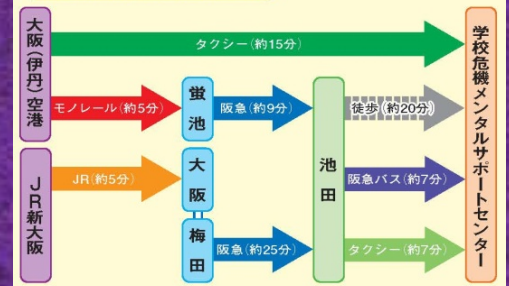 大阪(伊丹)空港
タクシー(約15分)
モノレール(約5分)
蛍池
阪急(約9分)
徒歩(約20分)
JR新大阪
JR(約5分)
大阪
梅田
阪急(約25分)
池田
阪急バス(約7分)
タクシー(約7分)
学校危機メンタルサポートセンター